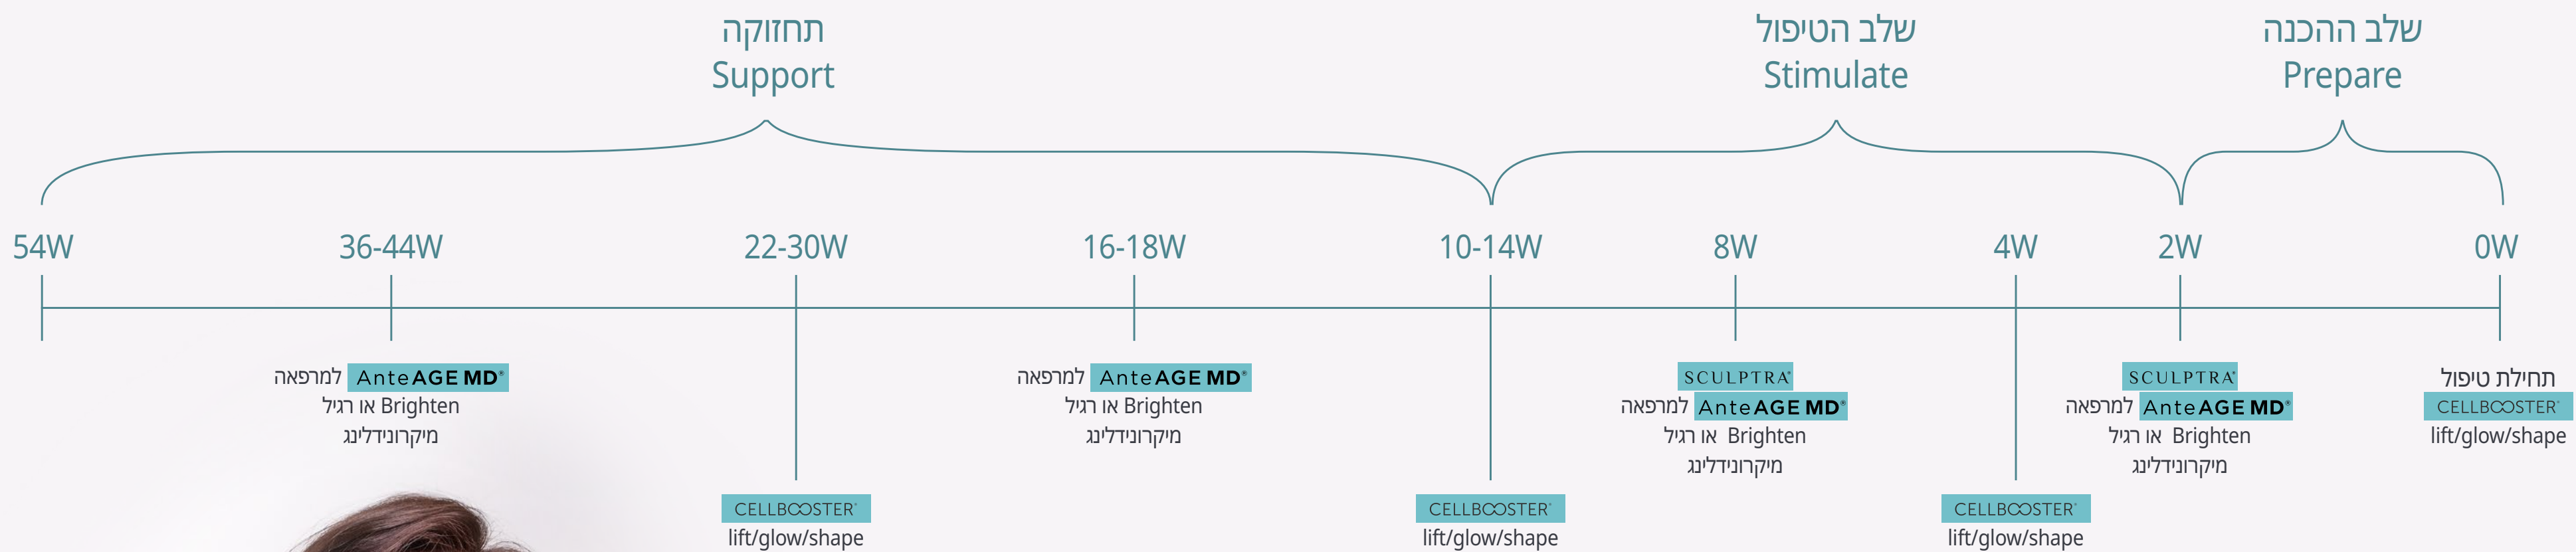 שלב ההכנה
Prepare
שלב הטיפול
Stimulate
תחזוקה
Support
0W
2W
4W
8W
10-14W
16-18W
22-30W
36-44W
54W
תחילת טיפול
CELLBOOSTER®
lift/glow/shape
SCULPTRA®
AnteAGE MD® למרפאה
Brighten או רגיל
מיקרונידלינג
CELLBOOSTER®
lift/glow/shape
SCULPTRA®
AnteAGE MD® למרפאה
Brighten או רגיל
מיקרונידלינג
CELLBOOSTER®
lift/glow/shape
AnteAGE MD® למרפאה
Brighten או רגיל
מיקרונידלינג
CELLBOOSTER®
lift/glow/shape
AnteAGE MD® למרפאה
Brighten או רגיל
מיקרונידלינג